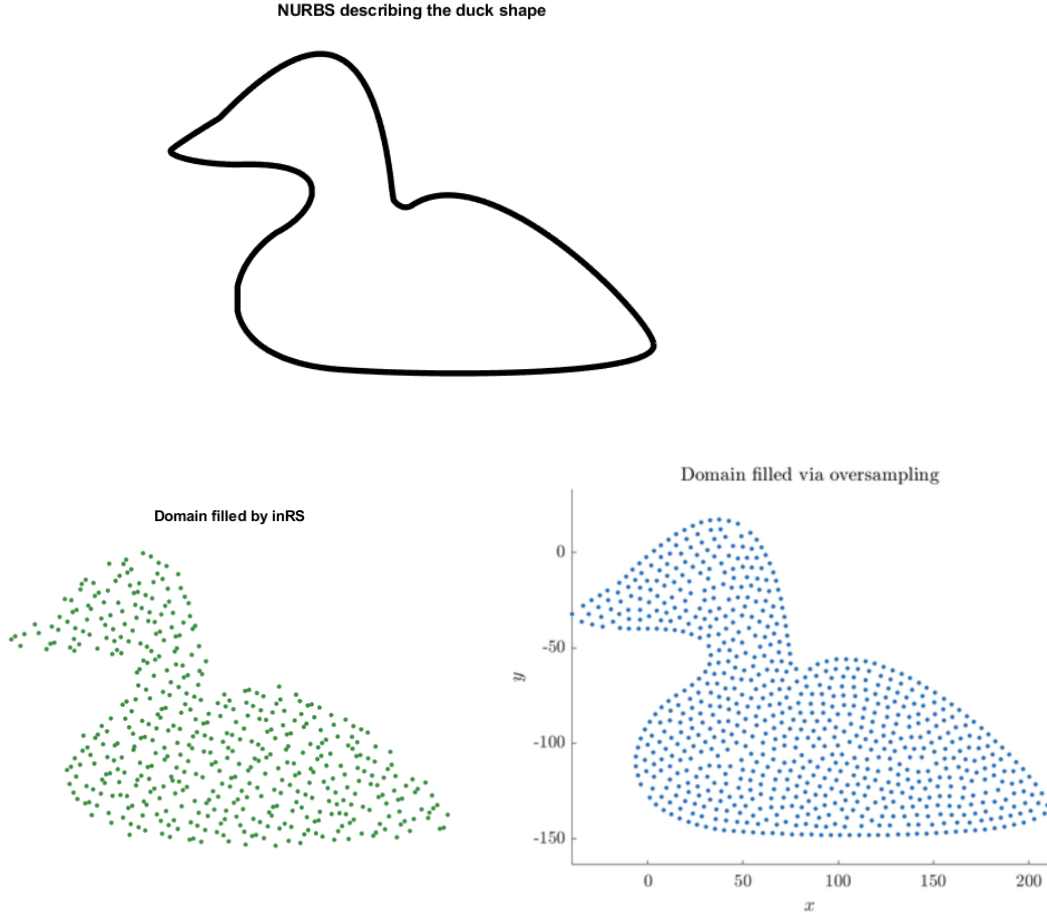 NURBS describing the duck shape
Domain filled by inRS
Domain filled via oversampling
0
-50
-100
-150
y
0
50
100
150
200
x